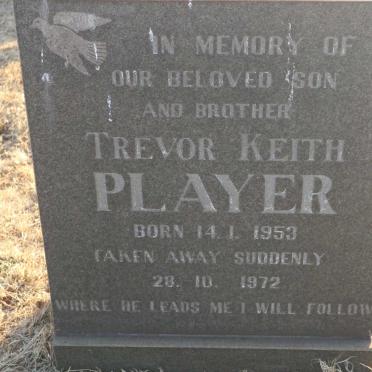 IN MEMORY OF
OUR BELOVED SON
AND BROTHER
TREVOR KEITH
PLAYER
BORN 14. 1. 1953
TAKEN AWAY SUDDENLY
28. 10. 1972
WHERE HE LEADS ME I WILL FOLLOW